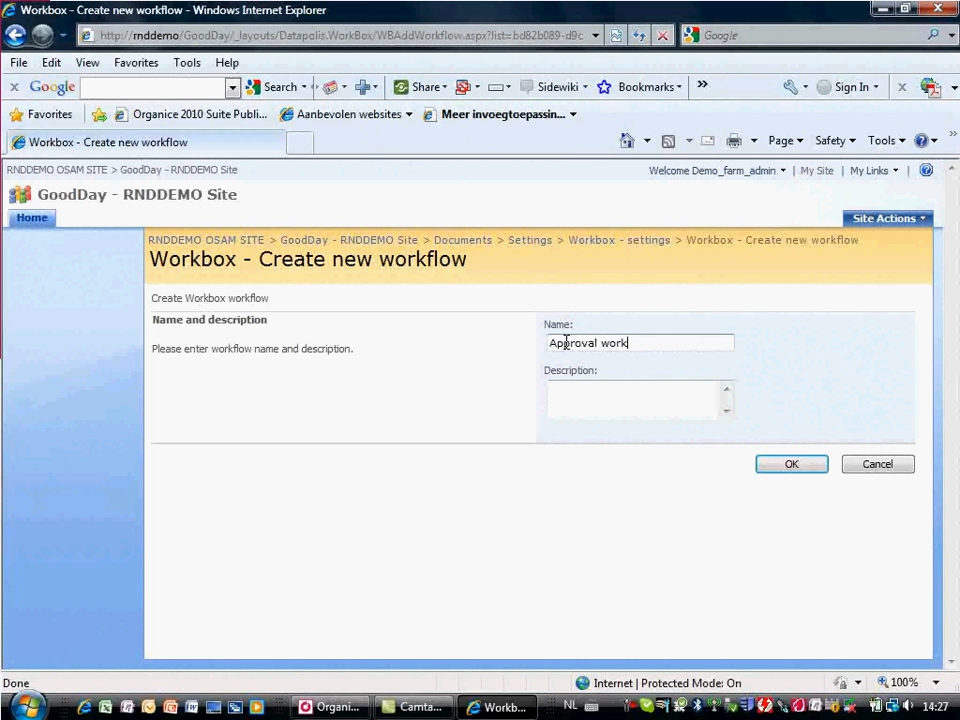 Workbox - Create new workflow - Windows Internet Explorer
http://rnddemo/GoodDay/_layouts/Datapolis.WorkBox/WBAddWorkflow.aspx?list=bd82b089-d9c
Google
File Edit View Favorites Tools Help
x Google Search Share Sidewiki Bookmarks Sign In x
Favorites Organice 2010 Suite Publi... Aanbevolen websites Meer invoegtoepassin...
Workbox - Create new workflow Page Safety Tools
RNDDEMO OSAM SITE > GoodDay - RNDDEMO Site Welcome Demo_farm_admin My Site My Links
GoodDay - RNDDEMO Site
Home Site Actions
RNDDEMO OSAM SITE > GoodDay - RNDDEMO Site > Documents > Settings > Workbox - settings > Workbox - Create new workflow
Workbox - Create new workflow
Create Workbox workflow
Name and description
Please enter workflow name and description.
Name:
Approval work
Description:
OK Cancel
Done Internet | Protected Mode: On 100%
Organi... Camta... Workb... NL 14:27